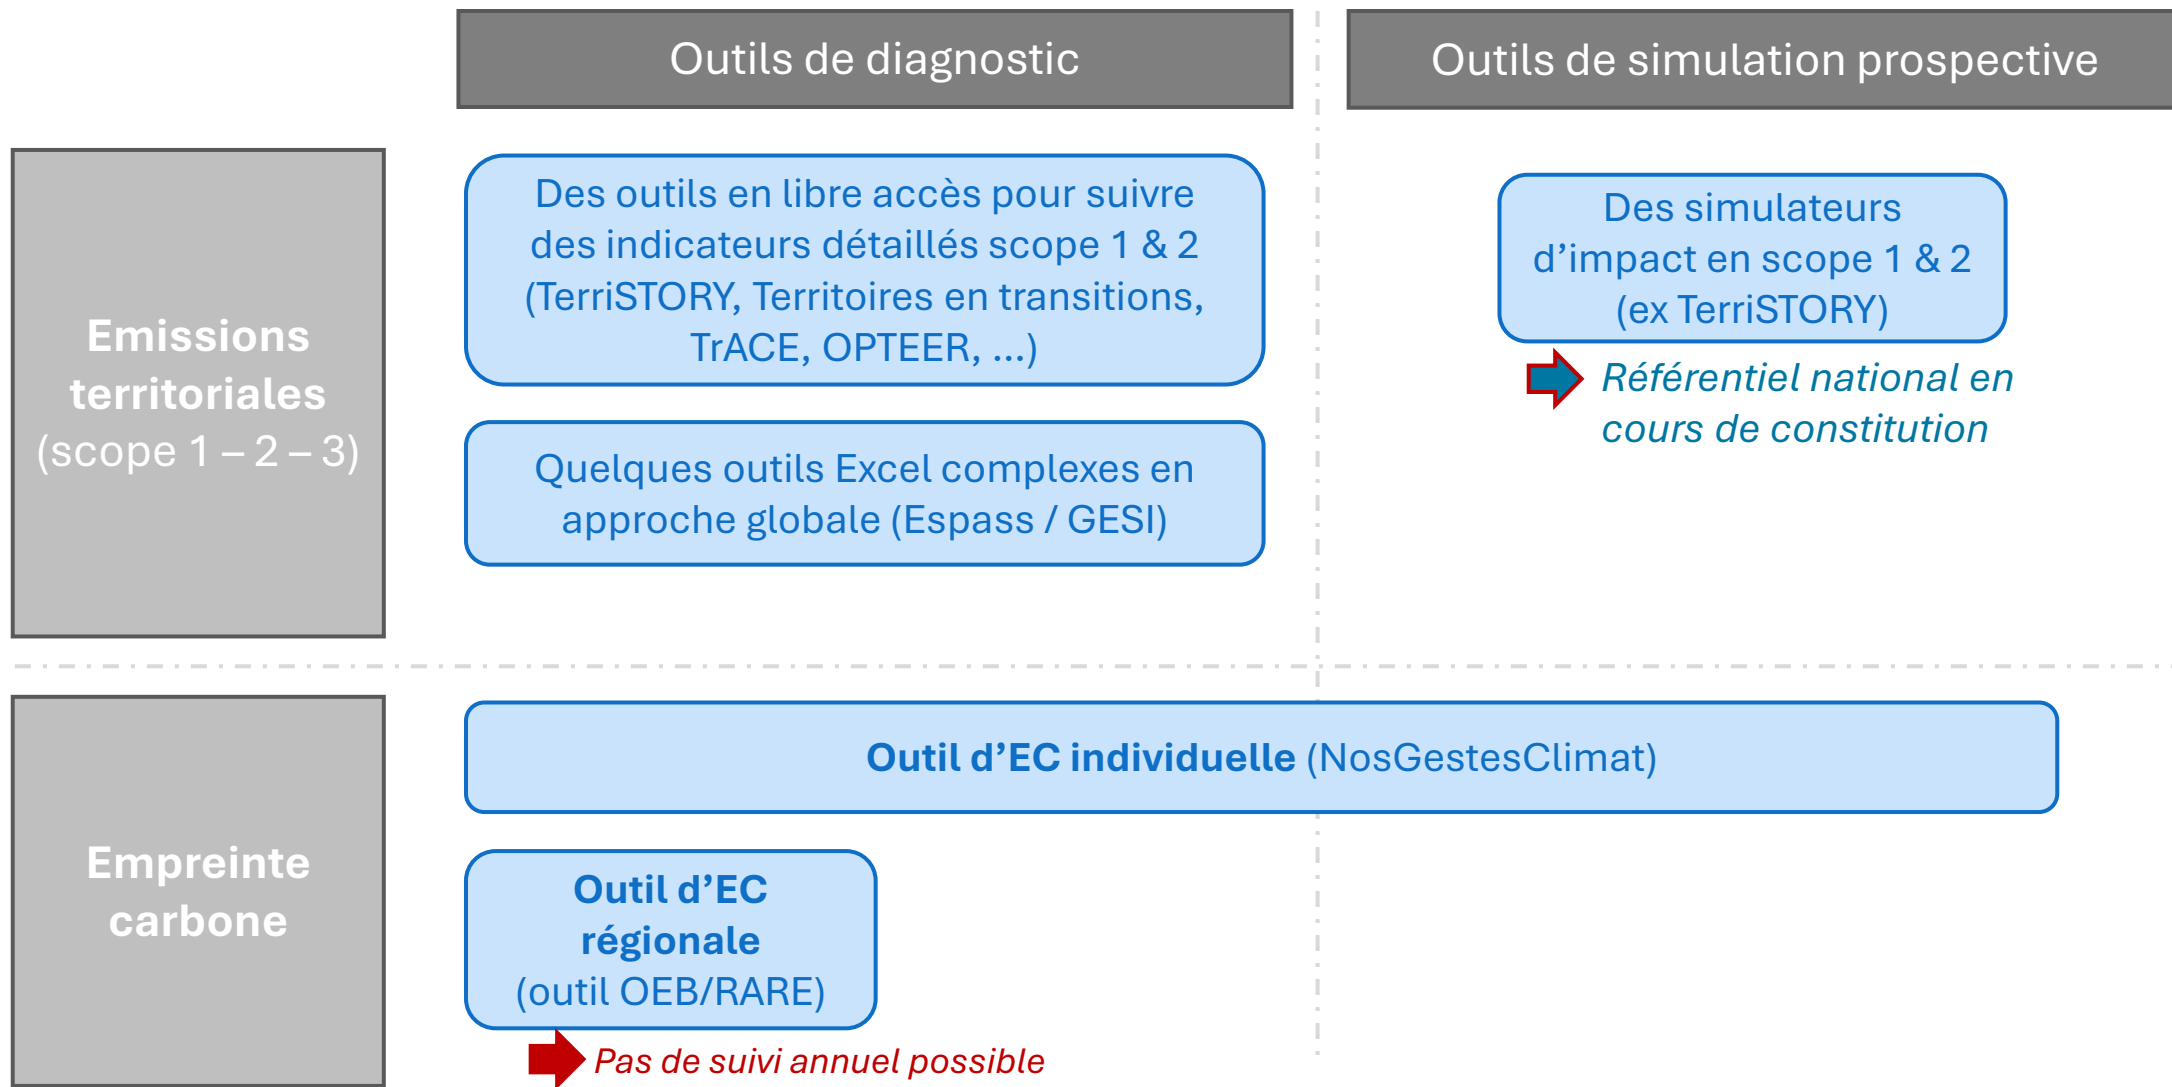 Outils de diagnostic
Outils de simulation prospective
Emissions
territoriales
(scope 1 – 2 – 3)
Des outils en libre accès pour suivre
des indicateurs détaillés scope 1 & 2
(TerriSTORY, Territoires en transitions,
TrACE, OPTEER, ...)
Quelques outils Excel complexes en
approche globale (Espass / GESI)
Des simulateurs
d’impact en scope 1 & 2
(ex TerriSTORY)
Référentiel national en
cours de constitution
Empreinte
carbone
Outil d’EC individuelle (NosGestesClimat)
Outil d’EC
régionale
(outil OEB/RARE)
Pas de suivi annuel possible